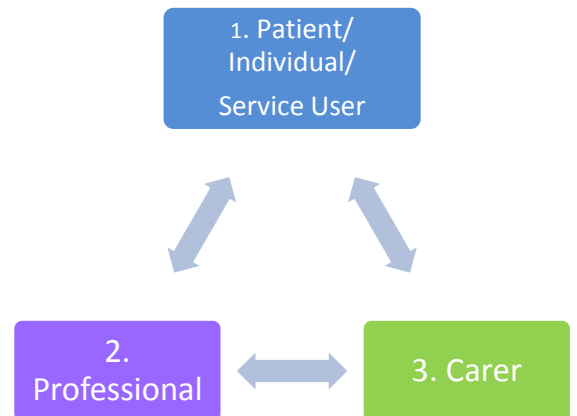 1. Patient/
Individual/
Service User
2.
Professional
3. Carer